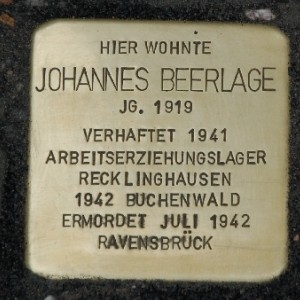 HIER WOHNTE
JOHANNES BEERLAGE
JG. 1919
VERHAFTET 1941
ARBEITSERZIEHUNGSLAGER
RECKLINGHAUSEN
1942 BUCHENWALD
ERMORDET JULI 1942
RAVENSBRÜCK